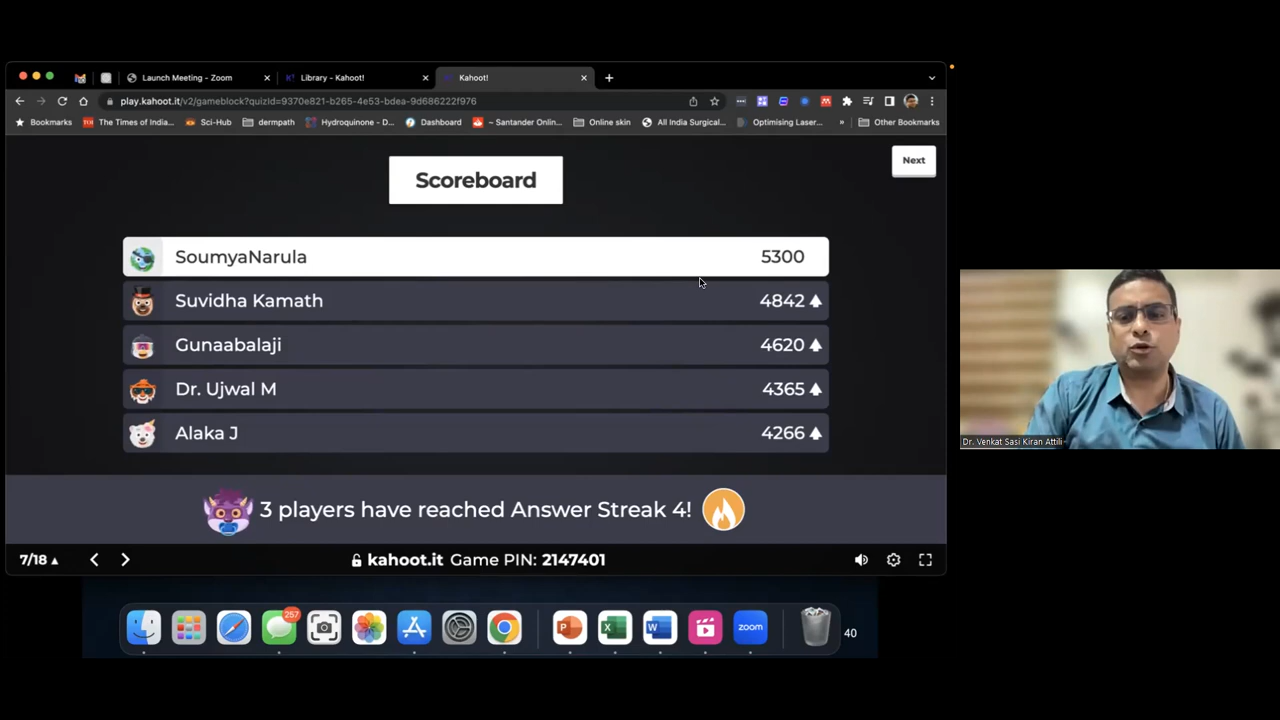 Launch Meeting - Zoom
Library - Kahoot!
Kahoot!
play.kahoot.it/v2/gameblock?quizId=9370e821-b265-4e53-bdea-9d686222f976
Bookmarks
TOI
The Times of India...
Sci-Hub
dermpath
Hydroquinone - D...
Dashboard
~ Santander Onlin...
Online skin
All India Surgical...
Optimising Laser...
»
Other Bookmarks
Next
Scoreboard
SoumyaNarula 5300
Suvidha Kamath 4842
Gunaabalaji 4620
Dr. Ujwal M 4365
Alaka J 4266
3 players have reached Answer Streak 4!
7/18
kahoot.it Game PIN: 2147401
Dr. Venkat Sasi Kiran Attili
257
P
X
W
zoom
40